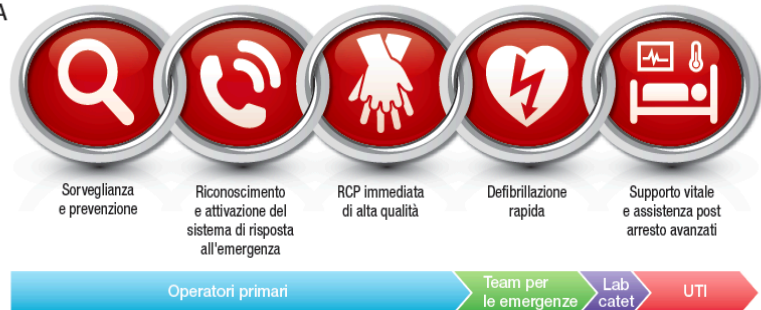 A
Sorveglianza
e prevenzione
Riconoscimento
e attivazione del
sistema di risposta
all'emergenza
RCP immediata
di alta qualità
Defibrillazione
rapida
Supporto vitale
e assistenza post
arresto avanzati
Operatori primari
Team per
le emergenze
Lab
catet
UTI